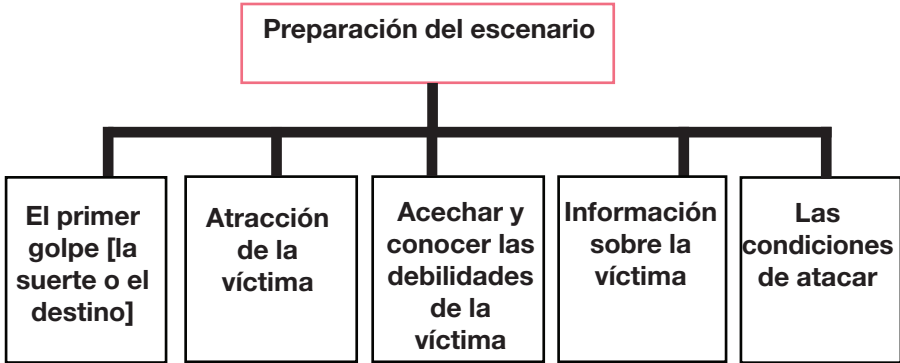 Preparación del escenario
El primer
golpe [la
suerte o el
destino]
Atracción
de la
víctima
Acechar y
conocer las
debilidades
de la
víctima
Información
sobre la
víctima
Las
condiciones
de atacar